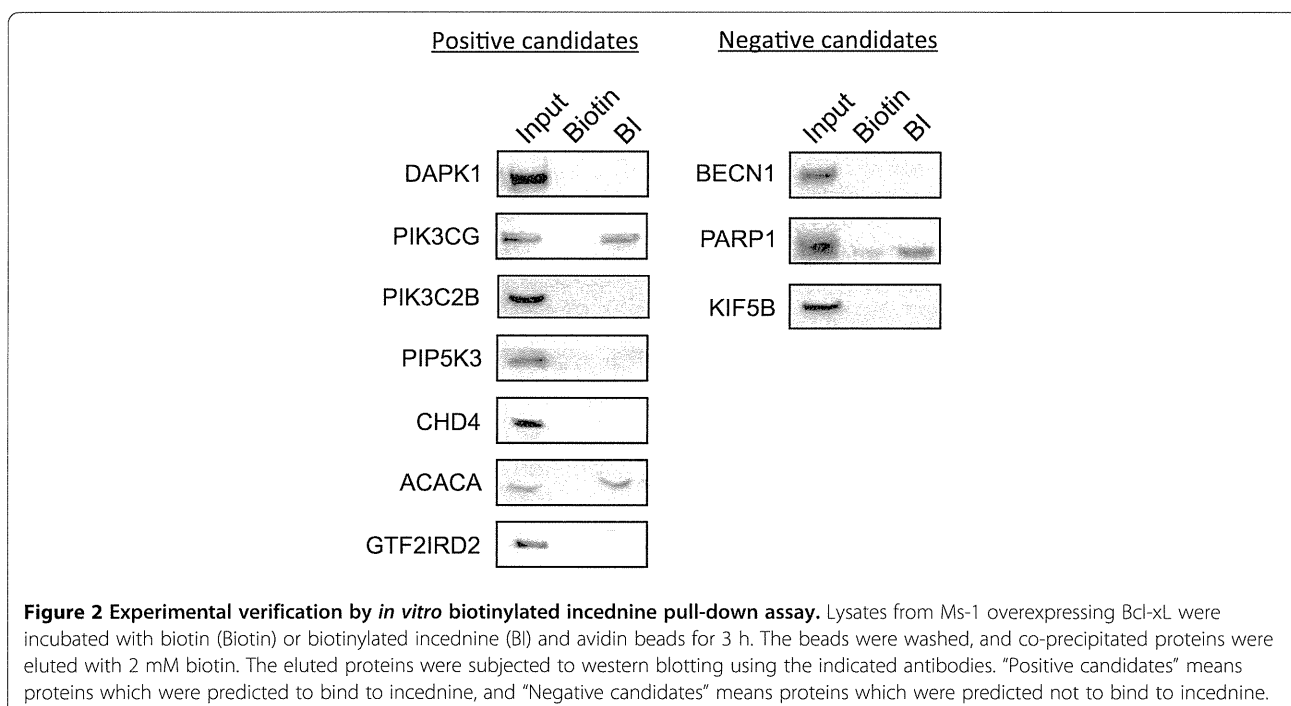 Positive candidates
Negative candidates
Input Biotin BI
Input Biotin BI
DAPK1
PIK3CG
PIK3C2B
PIP5K3
CHD4
ACACA
GTF2IRD2
BECN1
PARP1
KIF5B
Figure 2 Experimental verification by in vitro biotinylated incednine pull-down assay. Lysates from Ms-1 overexpressing Bcl-xL were
incubated with biotin (Biotin) or biotinylated incednine (BI) and avidin beads for 3 h. The beads were washed, and co-precipitated proteins were
eluted with 2 mM biotin. The eluted proteins were subjected to western blotting using the indicated antibodies. "Positive candidates" means
proteins which were predicted to bind to incednine, and "Negative candidates" means proteins which were predicted not to bind to incednine.